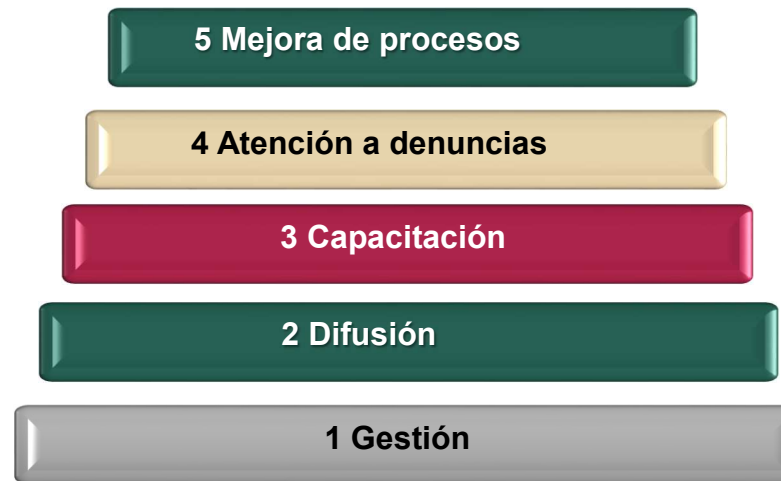 5 Mejora de procesos
4 Atención a denuncias
3 Capacitación
2 Difusión
1 Gestión